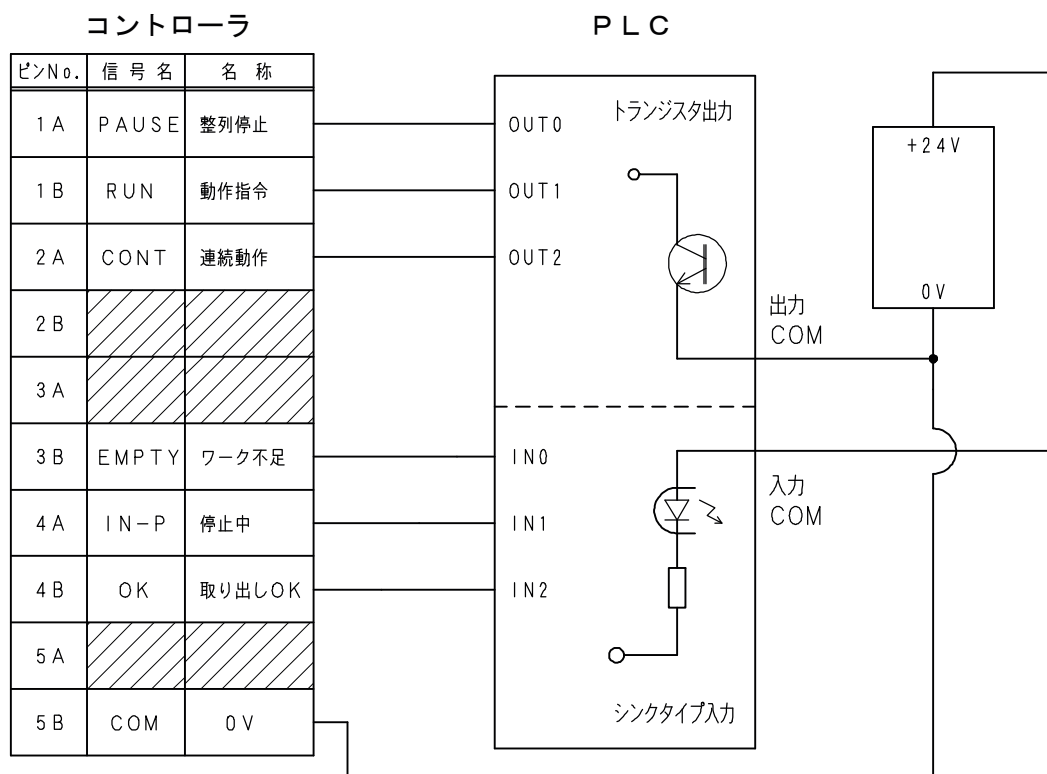 コントローラ
PLC
ピンNo. 信号名 名称
1A PAUSE 整列停止
1B RUN 動作指令
2A CONT 連続動作
2B
3A
3B EMPTY ワーク不足
4A IN-P 停止中
4B OK 取り出しOK
5A
5B COM 0V
トランジスタ出力
OUT0
OUT1
OUT2
出力
COM
IN0
IN1
IN2
入力
COM
シンクタイプ入力
+24V
0V